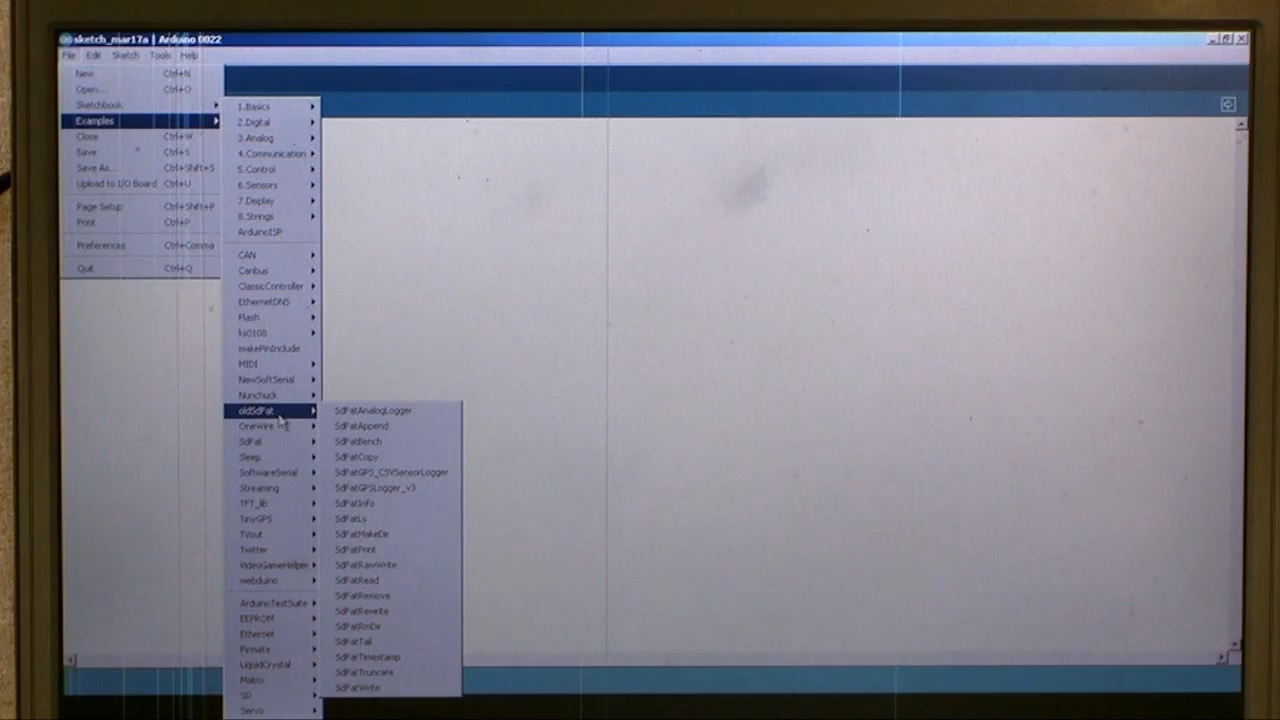 sketch_mar17a | Arduino 0022
File Edit Sketch Tools Help
New Ctrl+N
Open... Ctrl+O
Sketchbook
Examples
Close Ctrl+W
Save Ctrl+S
Save As... Ctrl+Shift+S
Upload to I/O Board Ctrl+U
Page Setup Ctrl+Shift+P
Print Ctrl+P
Preferences Ctrl+Comma
Quit Ctrl+Q
1.Basics
2.Digital
3.Analog
4.Communication
5.Control
6.Sensors
7.Display
8.Strings
ArduinoISP
CAN
Canbus
ClassicController
EthernetDNS
Flash
ks0108
makePinInclude
MIDI
NewSoftSerial
Nunchuck
oldSdFat
OneWire
SdFat
Sleep
SoftwareSerial
Streaming
TFT_lib
TinyGPS
TVout
Twitter
VideoGameHelper
webduino
ArduinoTestSuite
EEPROM
Ethernet
Firmata
LiquidCrystal
Matrix
SD
Servo
SdFatAnalogLogger
SdFatAppend
SdFatBench
SdFatCopy
SdFatGPS_CSVSensorLogger
SdFatGPSLogger_v3
SdFatInfo
SdFatLs
SdFatMakeDir
SdFatPrint
SdFatRawWrite
SdFatRead
SdFatRemove
SdFatRewrite
SdFatRmDir
SdFatTail
SdFatTimestamp
SdFatTruncate
SdFatWrite